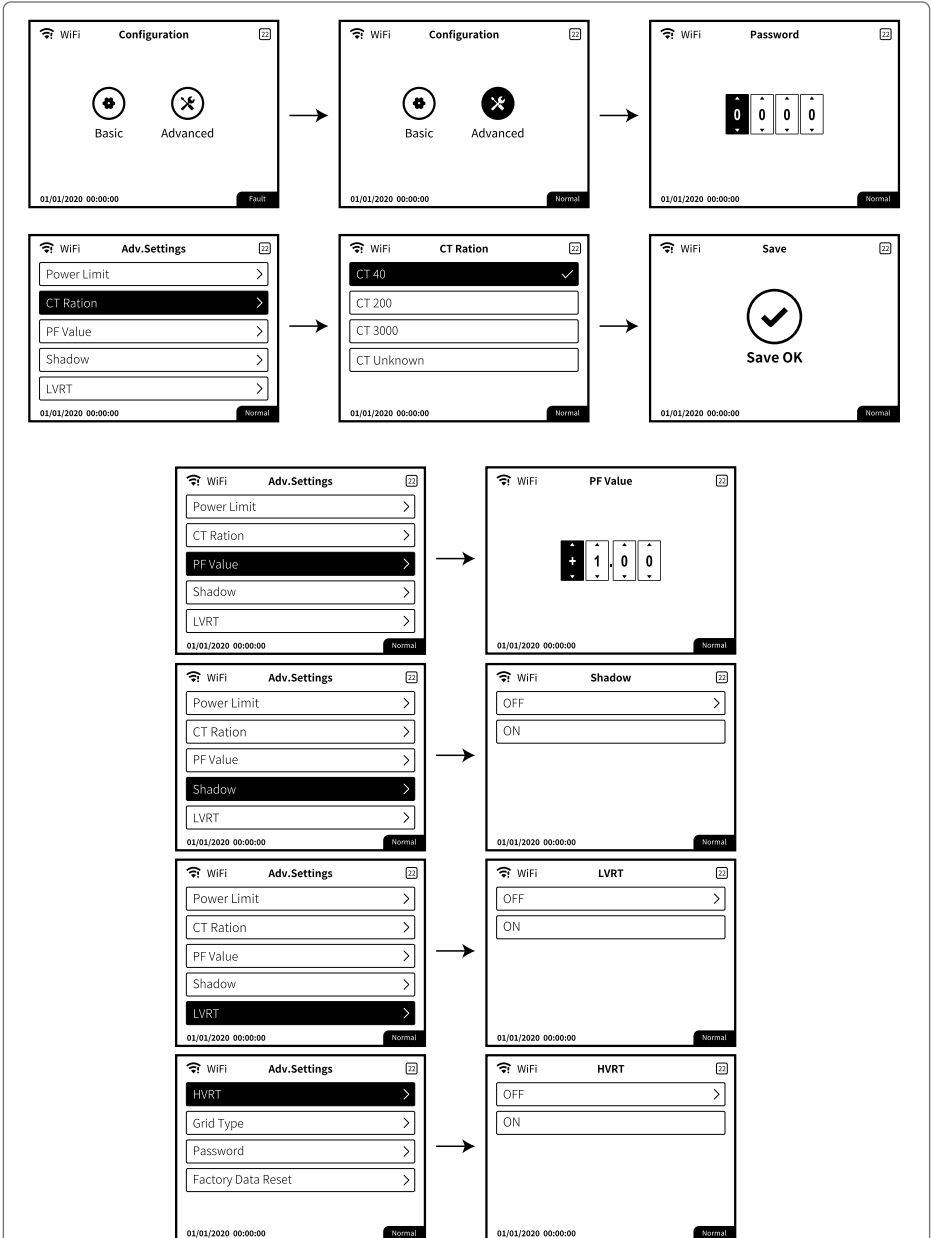 WiFi Configuration 22
Basic Advanced
01/01/2020 00:00:00 Fault
WiFi Configuration 22
Basic Advanced
01/01/2020 00:00:00 Normal
WiFi Password 22
0 0 0 0
01/01/2020 00:00:00 Normal
WiFi Adv.Settings 22
Power Limit
CT Ration
PF Value
Shadow
LVRT
01/01/2020 00:00:00 Normal
WiFi CT Ration 22
CT 40
CT 200
CT 3000
CT Unknown
01/01/2020 00:00:00 Normal
WiFi Save 22
Save OK
01/01/2020 00:00:00 Normal
WiFi Adv.Settings 22
Power Limit
CT Ration
PF Value
Shadow
LVRT
01/01/2020 00:00:00 Normal
WiFi PF Value 22
+ 1.0 0
01/01/2020 00:00:00 Normal
WiFi Adv.Settings 22
Power Limit
CT Ration
PF Value
Shadow
LVRT
01/01/2020 00:00:00 Normal
WiFi Shadow 22
OFF
ON
01/01/2020 00:00:00 Normal
WiFi Adv.Settings 22
Power Limit
CT Ration
PF Value
Shadow
LVRT
01/01/2020 00:00:00 Normal
WiFi LVRT 22
OFF
ON
01/01/2020 00:00:00 Normal
WiFi Adv.Settings 22
HVRT
Grid Type
Password
Factory Data Reset
01/01/2020 00:00:00 Normal
WiFi HVRT 22
OFF
ON
01/01/2020 00:00:00 Normal